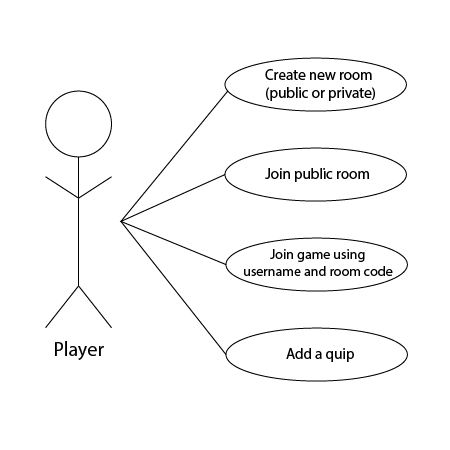 Create new room
(public or private)
Join public room
Join game using
username and room code
Add a quip
Player